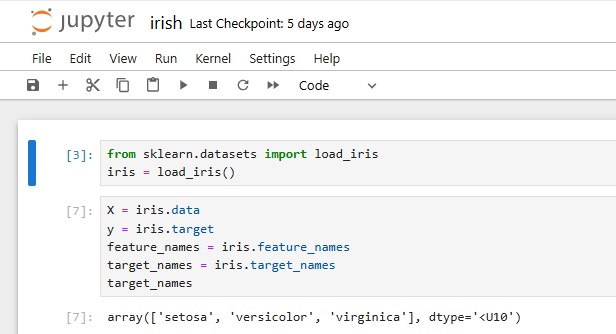 jupyter irish Last Checkpoint: 5 days ago
File Edit View Run Kernel Settings Help
Code
[3]: from sklearn.datasets import load_iris
iris = load_iris()
[7]: X = iris.data
y = iris.target
feature_names = iris.feature_names
target_names = iris.target_names
target_names
[7]: array(['setosa', 'versicolor', 'virginica'], dtype='<U10')